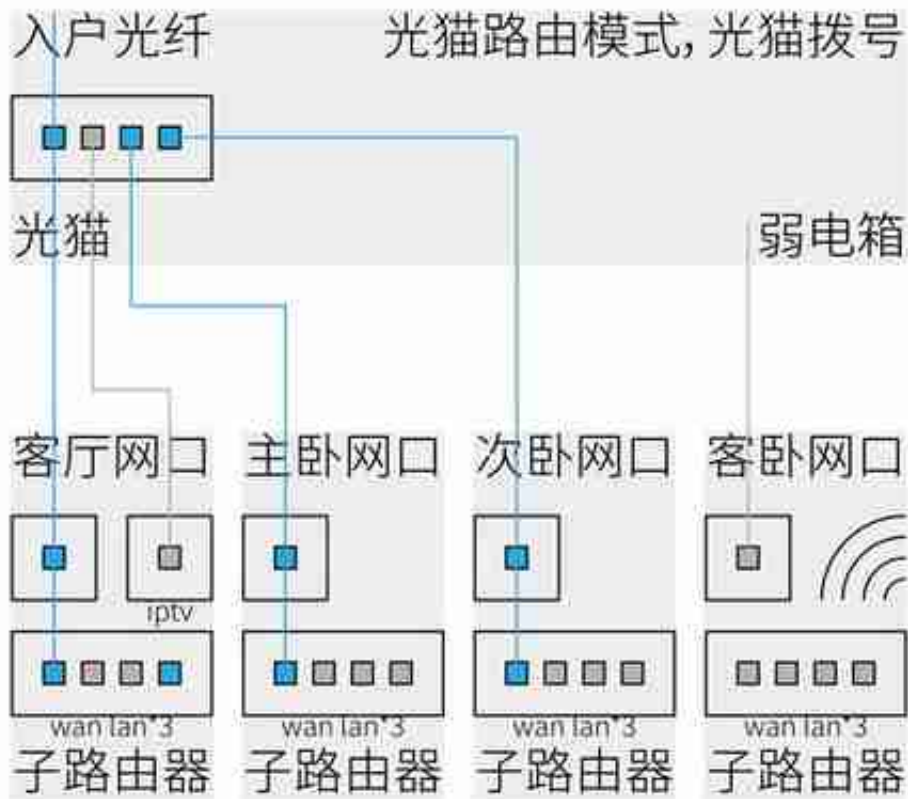 入户光纤 光猫路由模式, 光猫拨号
光猫 弱电箱
客厅网口 主卧网口 次卧网口 客卧网口
iptv
wan lan*3 wan lan*3 wan lan*3 wan lan*3
子路由器 子路由器 子路由器 子路由器